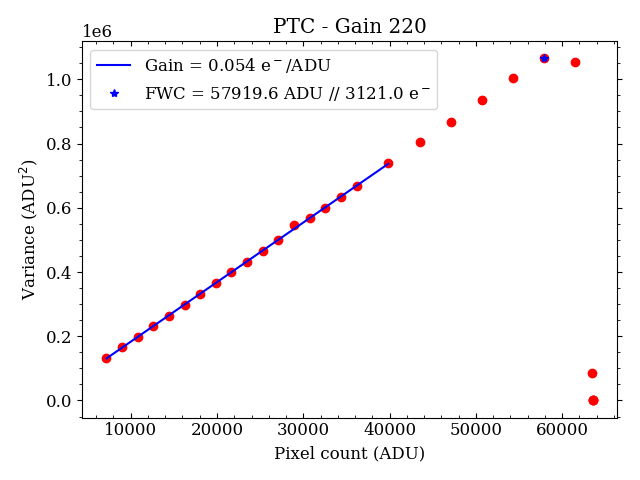 PTC - Gain 220
1e6
Gain = 0.054 e⁻/ADU
FWC = 57919.6 ADU // 3121.0 e⁻
1.0
0.8
0.6
0.4
0.2
0.0
Variance (ADU²)
10000 20000 30000 40000 50000 60000
Pixel count (ADU)